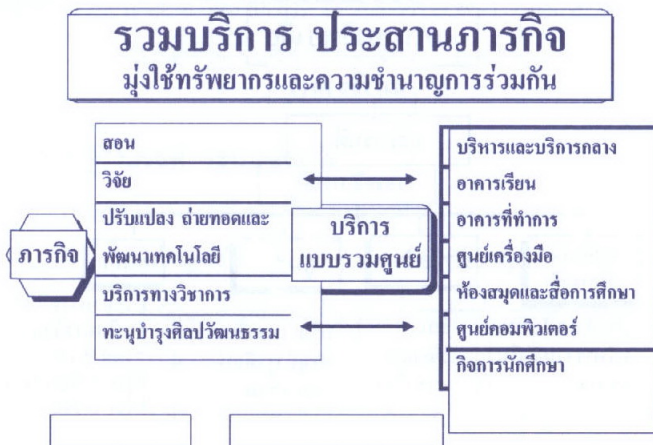 รวมบริการ ประสานภารกิจ
มุ่งใช้ทรัพยากรและความชำนาญการร่วมกัน
ภารกิจ
สอน
วิจัย
ปรับแปลง ถ่ายทอดและ
พัฒนาเทคโนโลยี
บริการทางวิชาการ
ทะนุบำรุงศิลปวัฒนธรรม
บริการ
แบบรวมศูนย์
บริหารและบริการกลาง
อาคารเรียน
อาคารที่ทำการ
ศูนย์เครื่องมือ
ห้องสมุดและสื่อการศึกษา
ศูนย์คอมพิวเตอร์
กิจการนักศึกษา